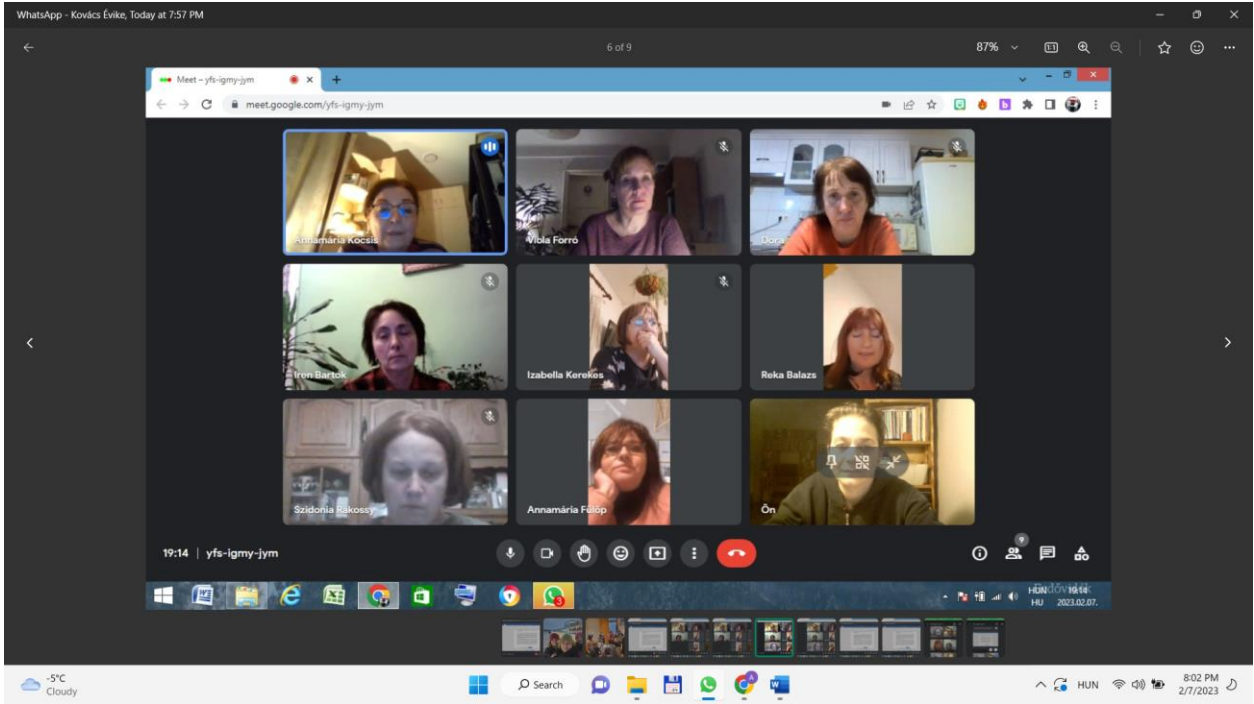 WhatsApp - Kovács Évike, Today at 7:57 PM
6 of 9
87%
Meet – yfs-igmy-jym
meet.google.com/yfs-igmy-jym
Annamária Kocsis
Viola Forró
Dora
Iren Bartok
Izabella Kerekes
Reka Balazs
Szidonia Rakossy
Annamária Fülöp
Ön
19:14 | yfs-igmy-jym
9
3
HUN
HU
2023.02.07.
-5°C
Cloudy
Search
HUN
8:02 PM
2/7/2023